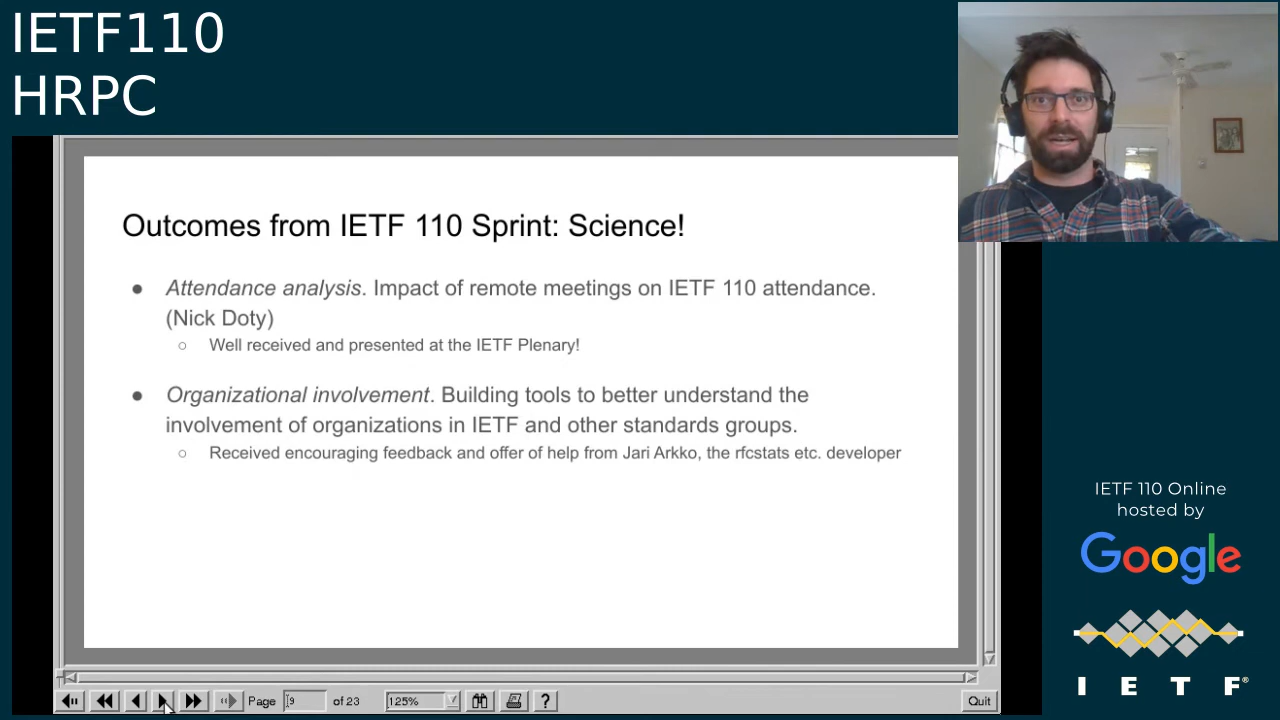 IETF110
HRPC
Outcomes from IETF 110 Sprint: Science!
● Attendance analysis. Impact of remote meetings on IETF 110 attendance.
(Nick Doty)
○ Well received and presented at the IETF Plenary!
● Organizational involvement. Building tools to better understand the
involvement of organizations in IETF and other standards groups.
○ Received encouraging feedback and offer of help from Jari Arkko, the rfcstats etc. developer
IETF 110 Online
hosted by
Google
I E T F®
Page 9 of 23 125% ? Quit